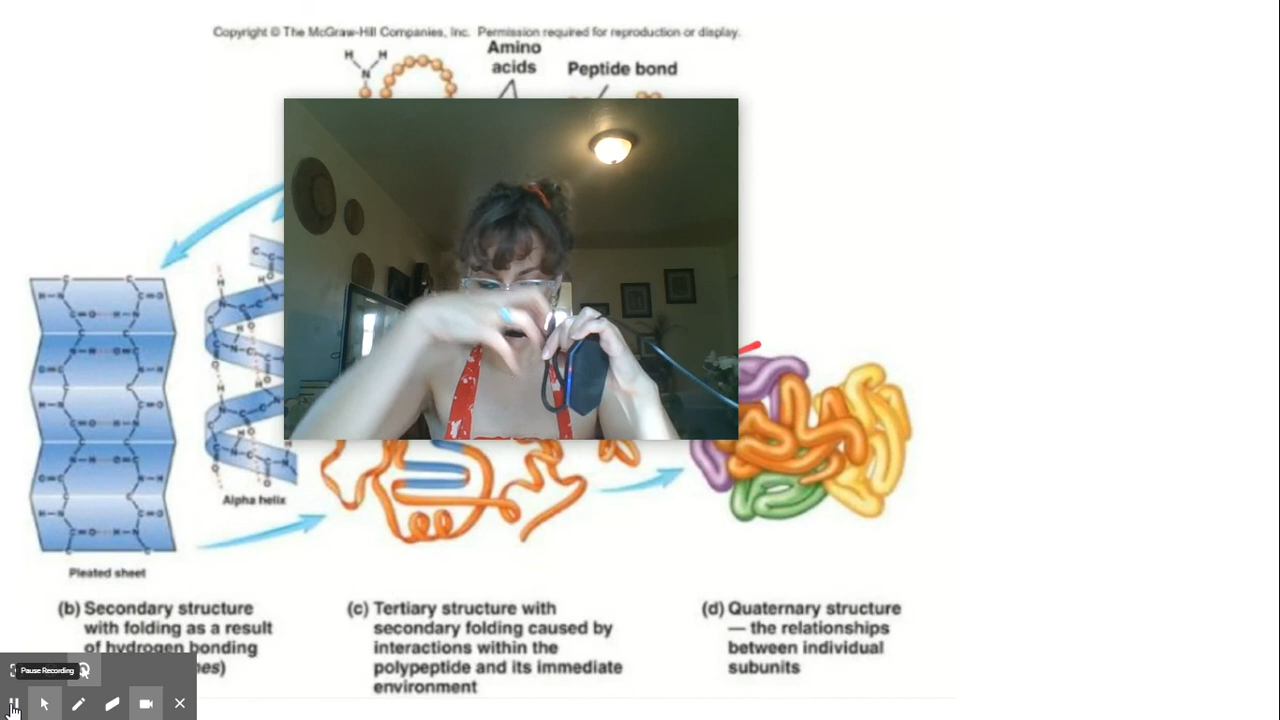 Copyright © The McGraw-Hill Companies, Inc. Permission required for reproduction or display.
Amino
acids
Peptide bond
Alpha helix
Pleated sheet
(b) Secondary structure
with folding as a result
of hydrogen bonding
(c) Tertiary structure with
secondary folding caused by
interactions within the
polypeptide and its immediate
environment
(d) Quaternary structure
— the relationships
between individual
subunits
Pause Recording